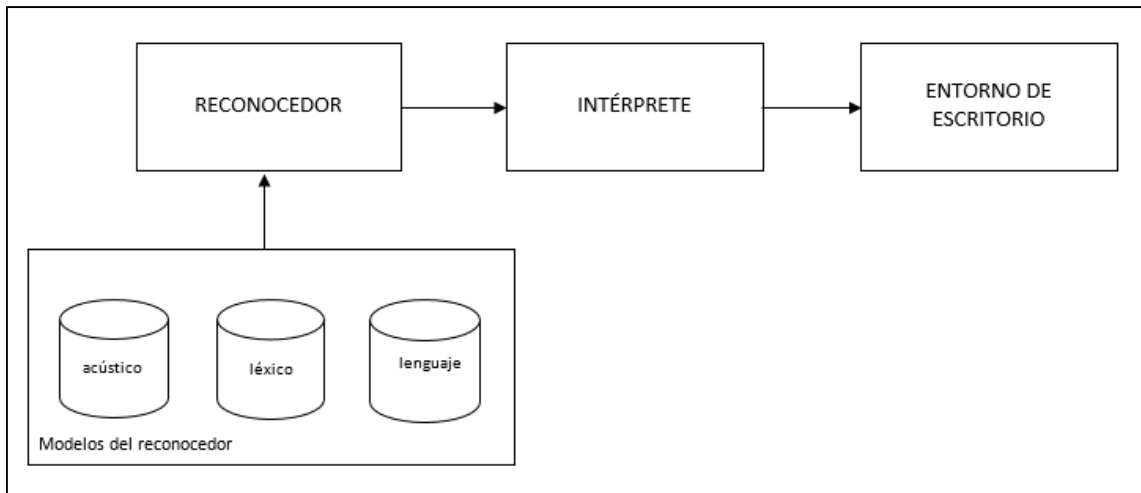 RECONOCEDOR
INTÉRPRETE
ENTORNO DE
ESCRITORIO
acústico
léxico
lenguaje
Modelos del reconocedor